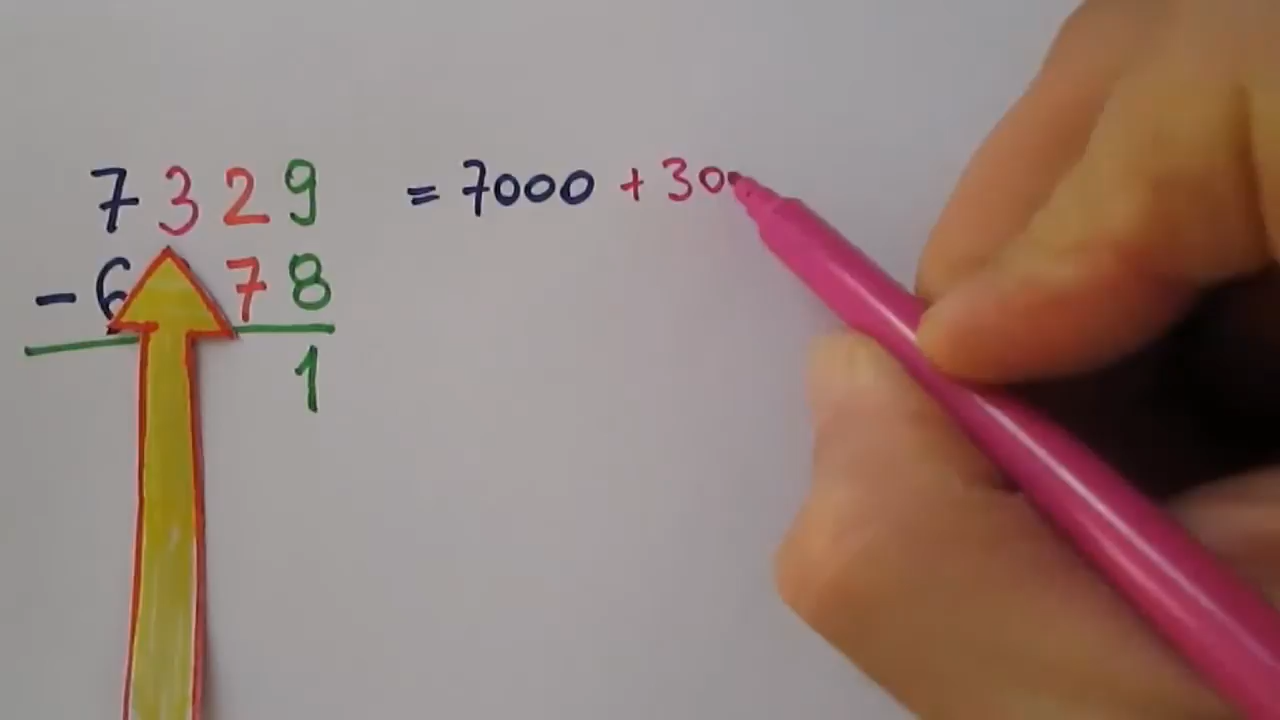 7329 = 7000 + 30
- 6 78
1